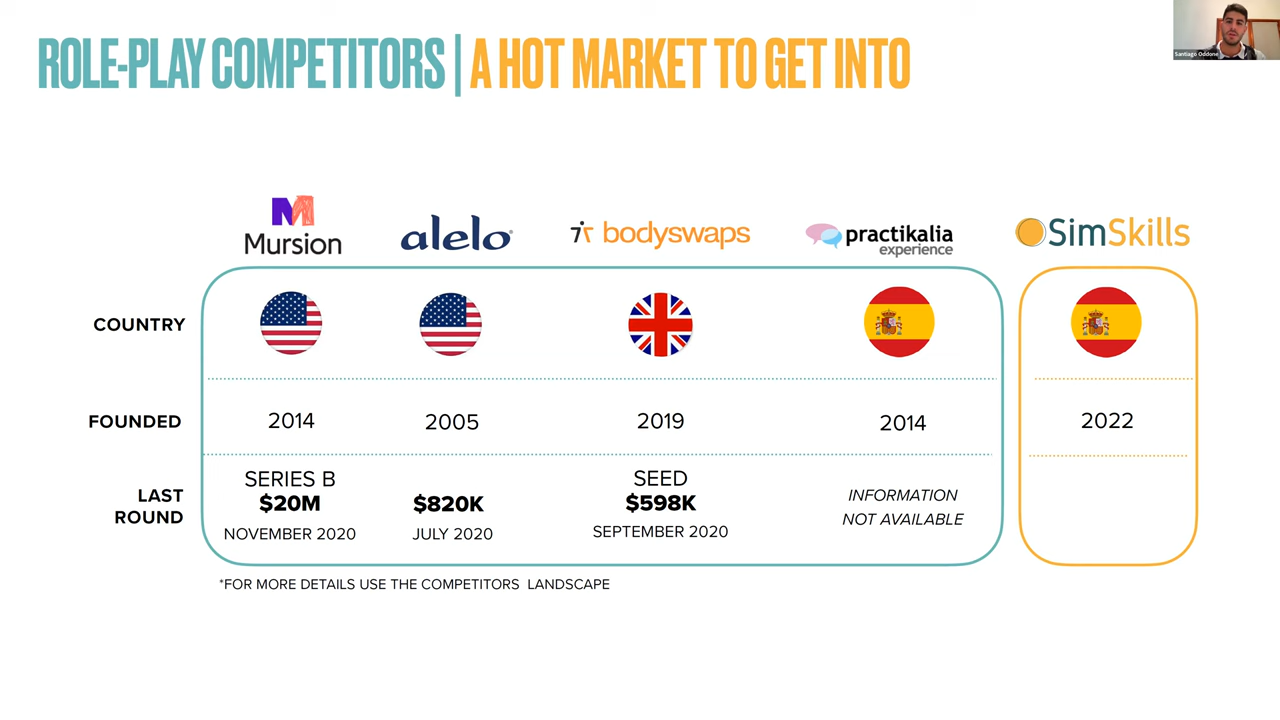 ROLE-PLAY COMPETITORS | A HOT MARKET TO GET INTO
Santiago Oddone
Mursion
alelo
bodyswaps
practikalia
experience
SimSkills
COUNTRY
FOUNDED
2014
2005
2019
2014
2022
LAST
ROUND
SERIES B
$20M
NOVEMBER 2020
$820K
JULY 2020
SEED
$598K
SEPTEMBER 2020
INFORMATION
NOT AVAILABLE
*FOR MORE DETAILS USE THE COMPETITORS LANDSCAPE